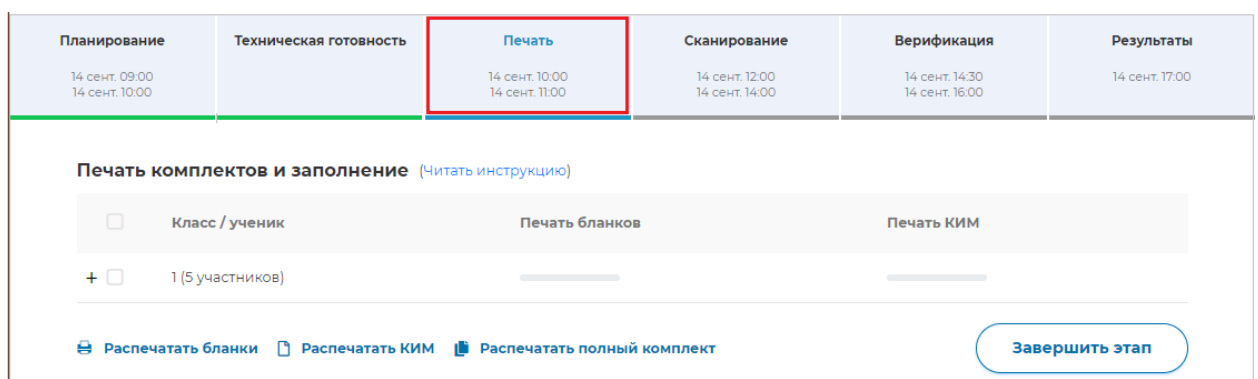 Планирование Техническая готовность Печать Сканирование Верификация Результаты
14 сент. 09:00 14 сент. 10:00 14 сент. 12:00 14 сент. 14:30 14 сент. 17:00
14 сент. 10:00 14 сент. 11:00 14 сент. 14:00 14 сент. 16:00
Печать комплектов и заполнение (Читать инструкцию)
Класс / ученик Печать бланков Печать КИМ
+ 1 (5 участников)
Распечатать бланки Распечатать КИМ Распечатать полный комплект Завершить этап